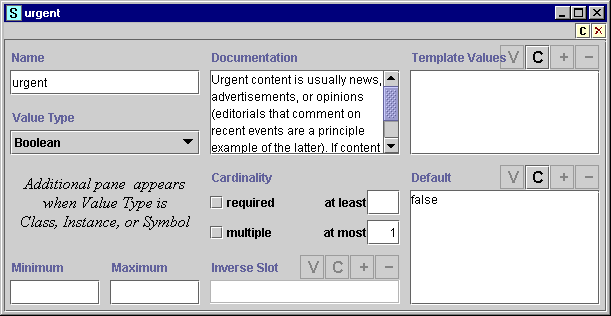 S urgent
C
Name
urgent
Value Type
Boolean
Additional pane appears
when Value Type is
Class, Instance, or Symbol
Minimum
Maximum
Documentation
Urgent content is usually news,
advertisements, or opinions
(editorials that comment on
recent events are a principle
example of the latter). If content
Cardinality
required
at least
multiple
at most 1
Inverse Slot V C + -
Template Values V C + -
Default V C + -
false